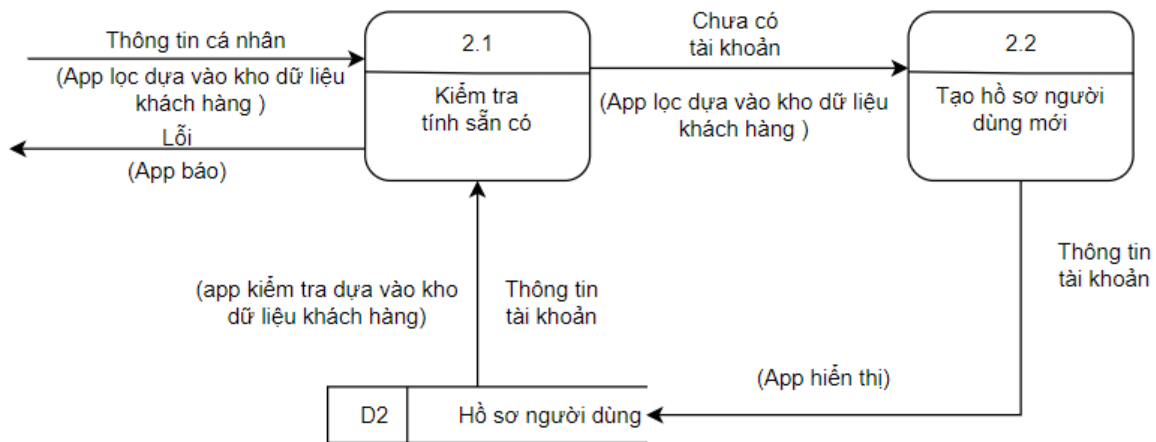 Thông tin cá nhân
(App lọc dựa vào kho dữ liệu
khách hàng )
Lỗi
(App báo)
2.1
Kiểm tra
tính sẵn có
Chưa có
tài khoản
(App lọc dựa vào kho dữ liệu
khách hàng )
2.2
Tạo hồ sơ người
dùng mới
(app kiểm tra dựa vào kho
dữ liệu khách hàng)
Thông tin
tài khoản
Thông tin
tài khoản
(App hiển thị)
D2
Hồ sơ người dùng